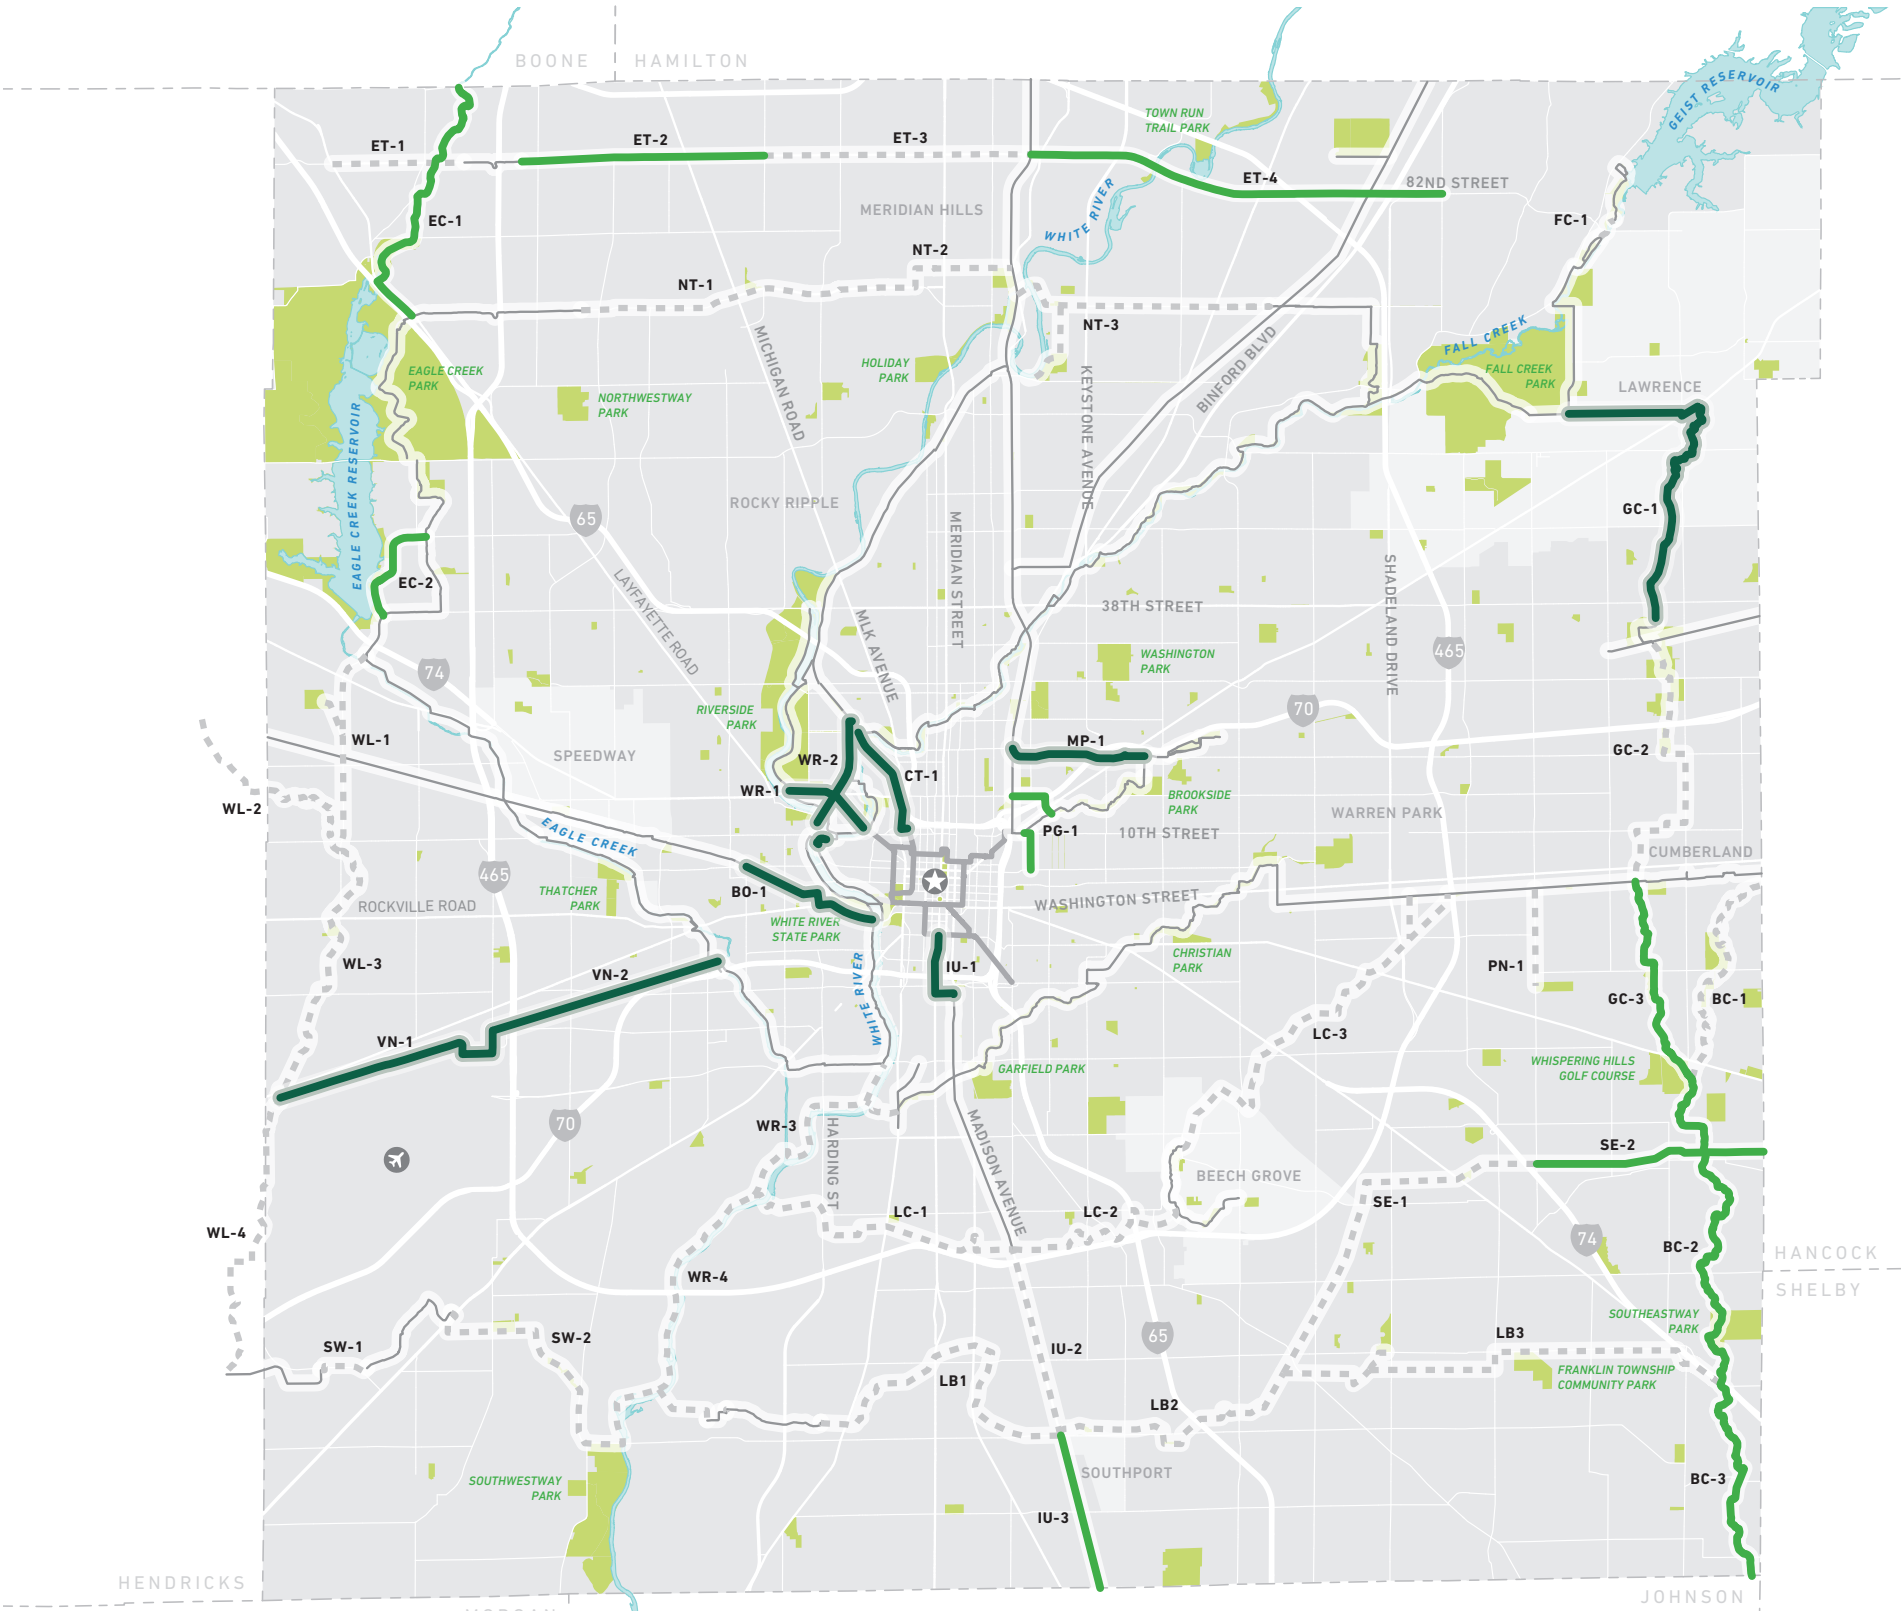 BOONE
HAMILTON
GEIST RESERVOIR
TOWN RUN
TRAIL PARK
ET-1
ET-2
ET-3
ET-4
82ND STREET
EC-1
MERIDIAN HILLS
WHITE RIVER
FC-1
NT-2
NT-1
NT-3
MICHIGAN ROAD
HOLIDAY
PARK
KEYSTONE AVENUE
BINFORD BLVD
FALL CREEK
FALL CREEK
PARK
LAWRENCE
EAGLE CREEK
PARK
NORTHWESTWAY
PARK
EAGLE CREEK RESERVOIR
ROCKY RIPPLE
65
MERIDIAN STREET
GC-1
EC-2
LAYFAYETTE ROAD
MLK AVENUE
38TH STREET
SHADELAND DRIVE
465
74
WASHINGTON
PARK
RIVERSIDE
PARK
70
WL-1
SPEEDWAY
WR-2
MP-1
GC-2
CT-1
WR-1
WL-2
BROOKSIDE
PARK
WARREN PARK
EAGLE CREEK
PG-1
10TH STREET
CUMBERLAND
465
THATCHER
PARK
BO-1
ROCKVILLE ROAD
WASHINGTON STREET
WHITE RIVER
STATE PARK
WL-3
VN-2
WHITE RIVER
IU-1
CHRISTIAN
PARK
PN-1
GC-3
BC-1
VN-1
LC-3
WHISPERING HILLS
GOLF COURSE
GARFIELD PARK
70
WR-3
HARDING ST
MADISON AVENUE
SE-2
BEECH GROVE
SE-1
WL-4
LC-1
LC-2
74
BC-2
HANCOCK
SHELBY
WR-4
SOUTHEASTWAY
PARK
SW-1
SW-2
65
IU-2
LB3
FRANKLIN TOWNSHIP
COMMUNITY PARK
LB1
LB2
SOUTHWESTWAY
PARK
SOUTHPORT
BC-3
IU-3
HENDRICKS
JOHNSON
MORGAN